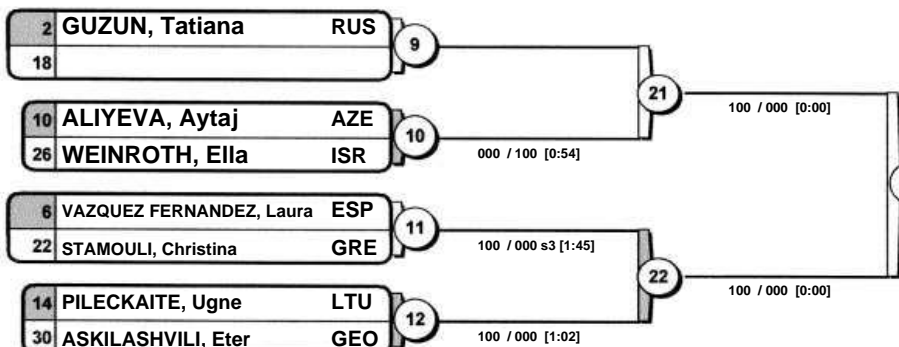 2 GUZUN, Tatiana RUS
18
9
10 ALIYEVA, Aytaj AZE
26 WEINROTH, Ella ISR
10
000 / 100 [0:54]
21
100 / 000 [0:00]
6 VAZQUEZ FERNANDEZ, Laura ESP
22 STAMOULI, Christina GRE
11
100 / 000 s3 [1:45]
22
100 / 000 [0:00]
14 PILECKAITE, Ugne LTU
30 ASKILASHVILI, Eter GEO
12
100 / 000 [1:02]